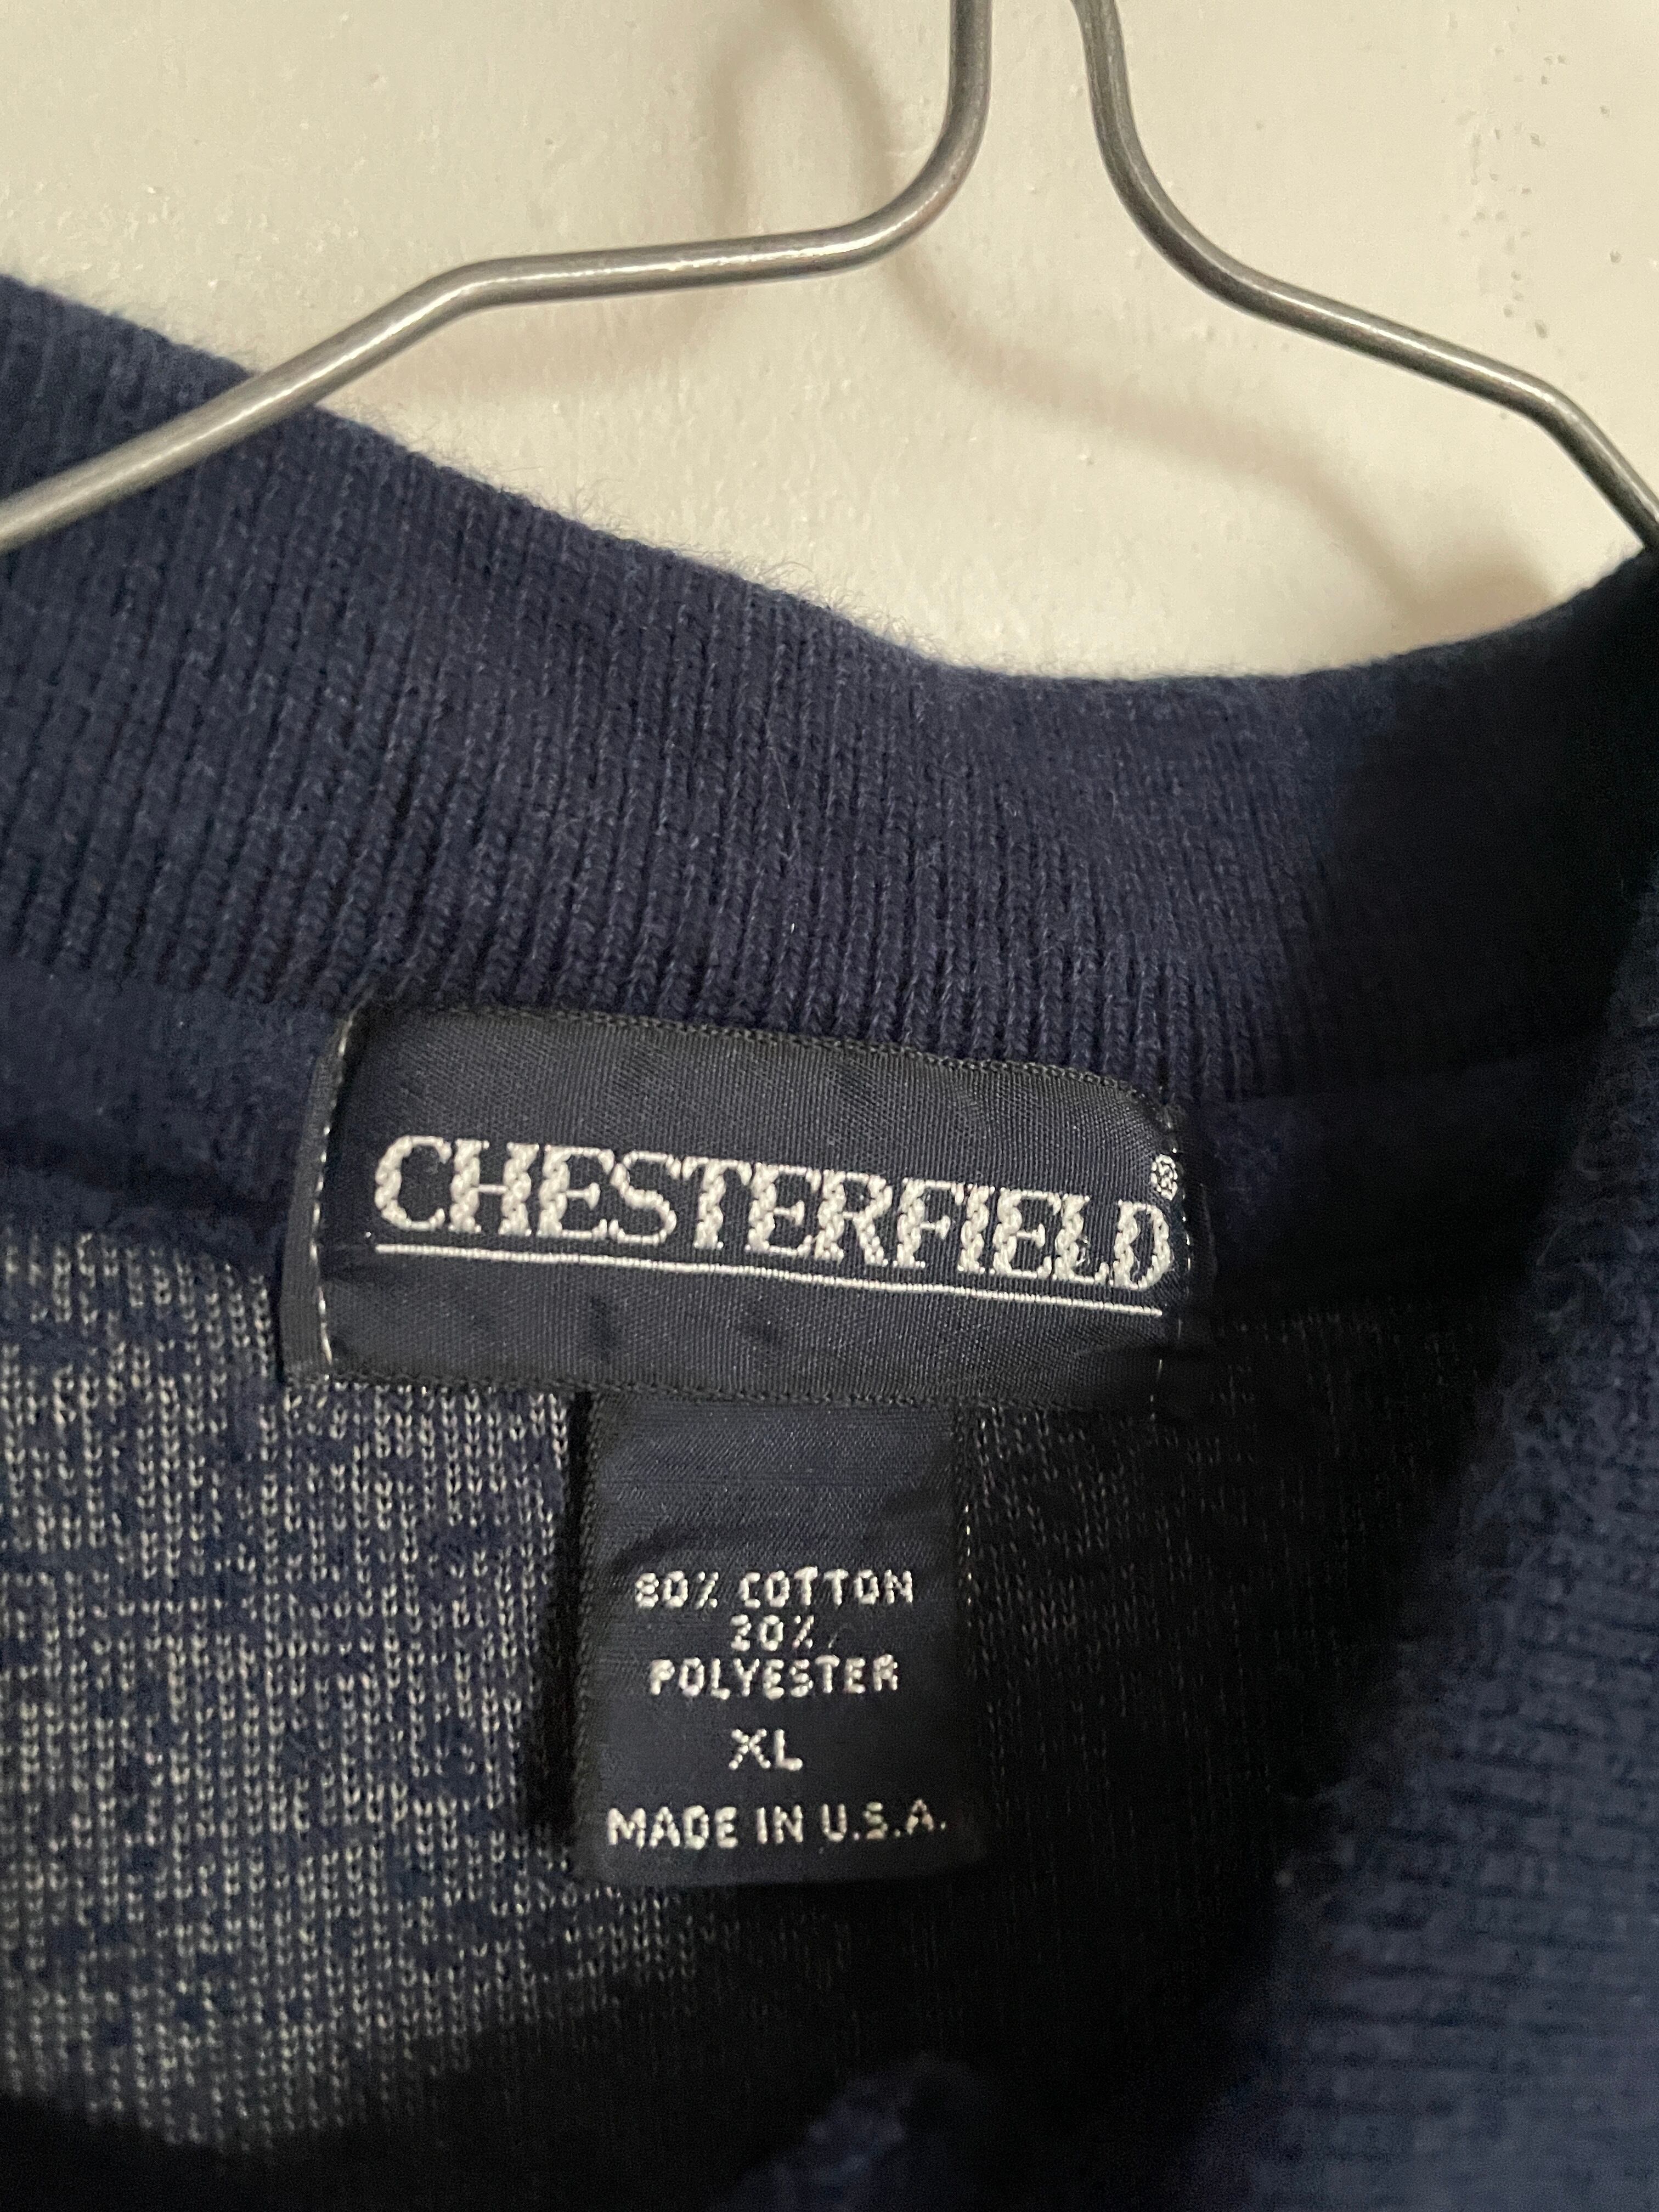 CHESTERFIELD®
80% COTTON
20%
POLYESTER
XL
MADE IN U.S.A.